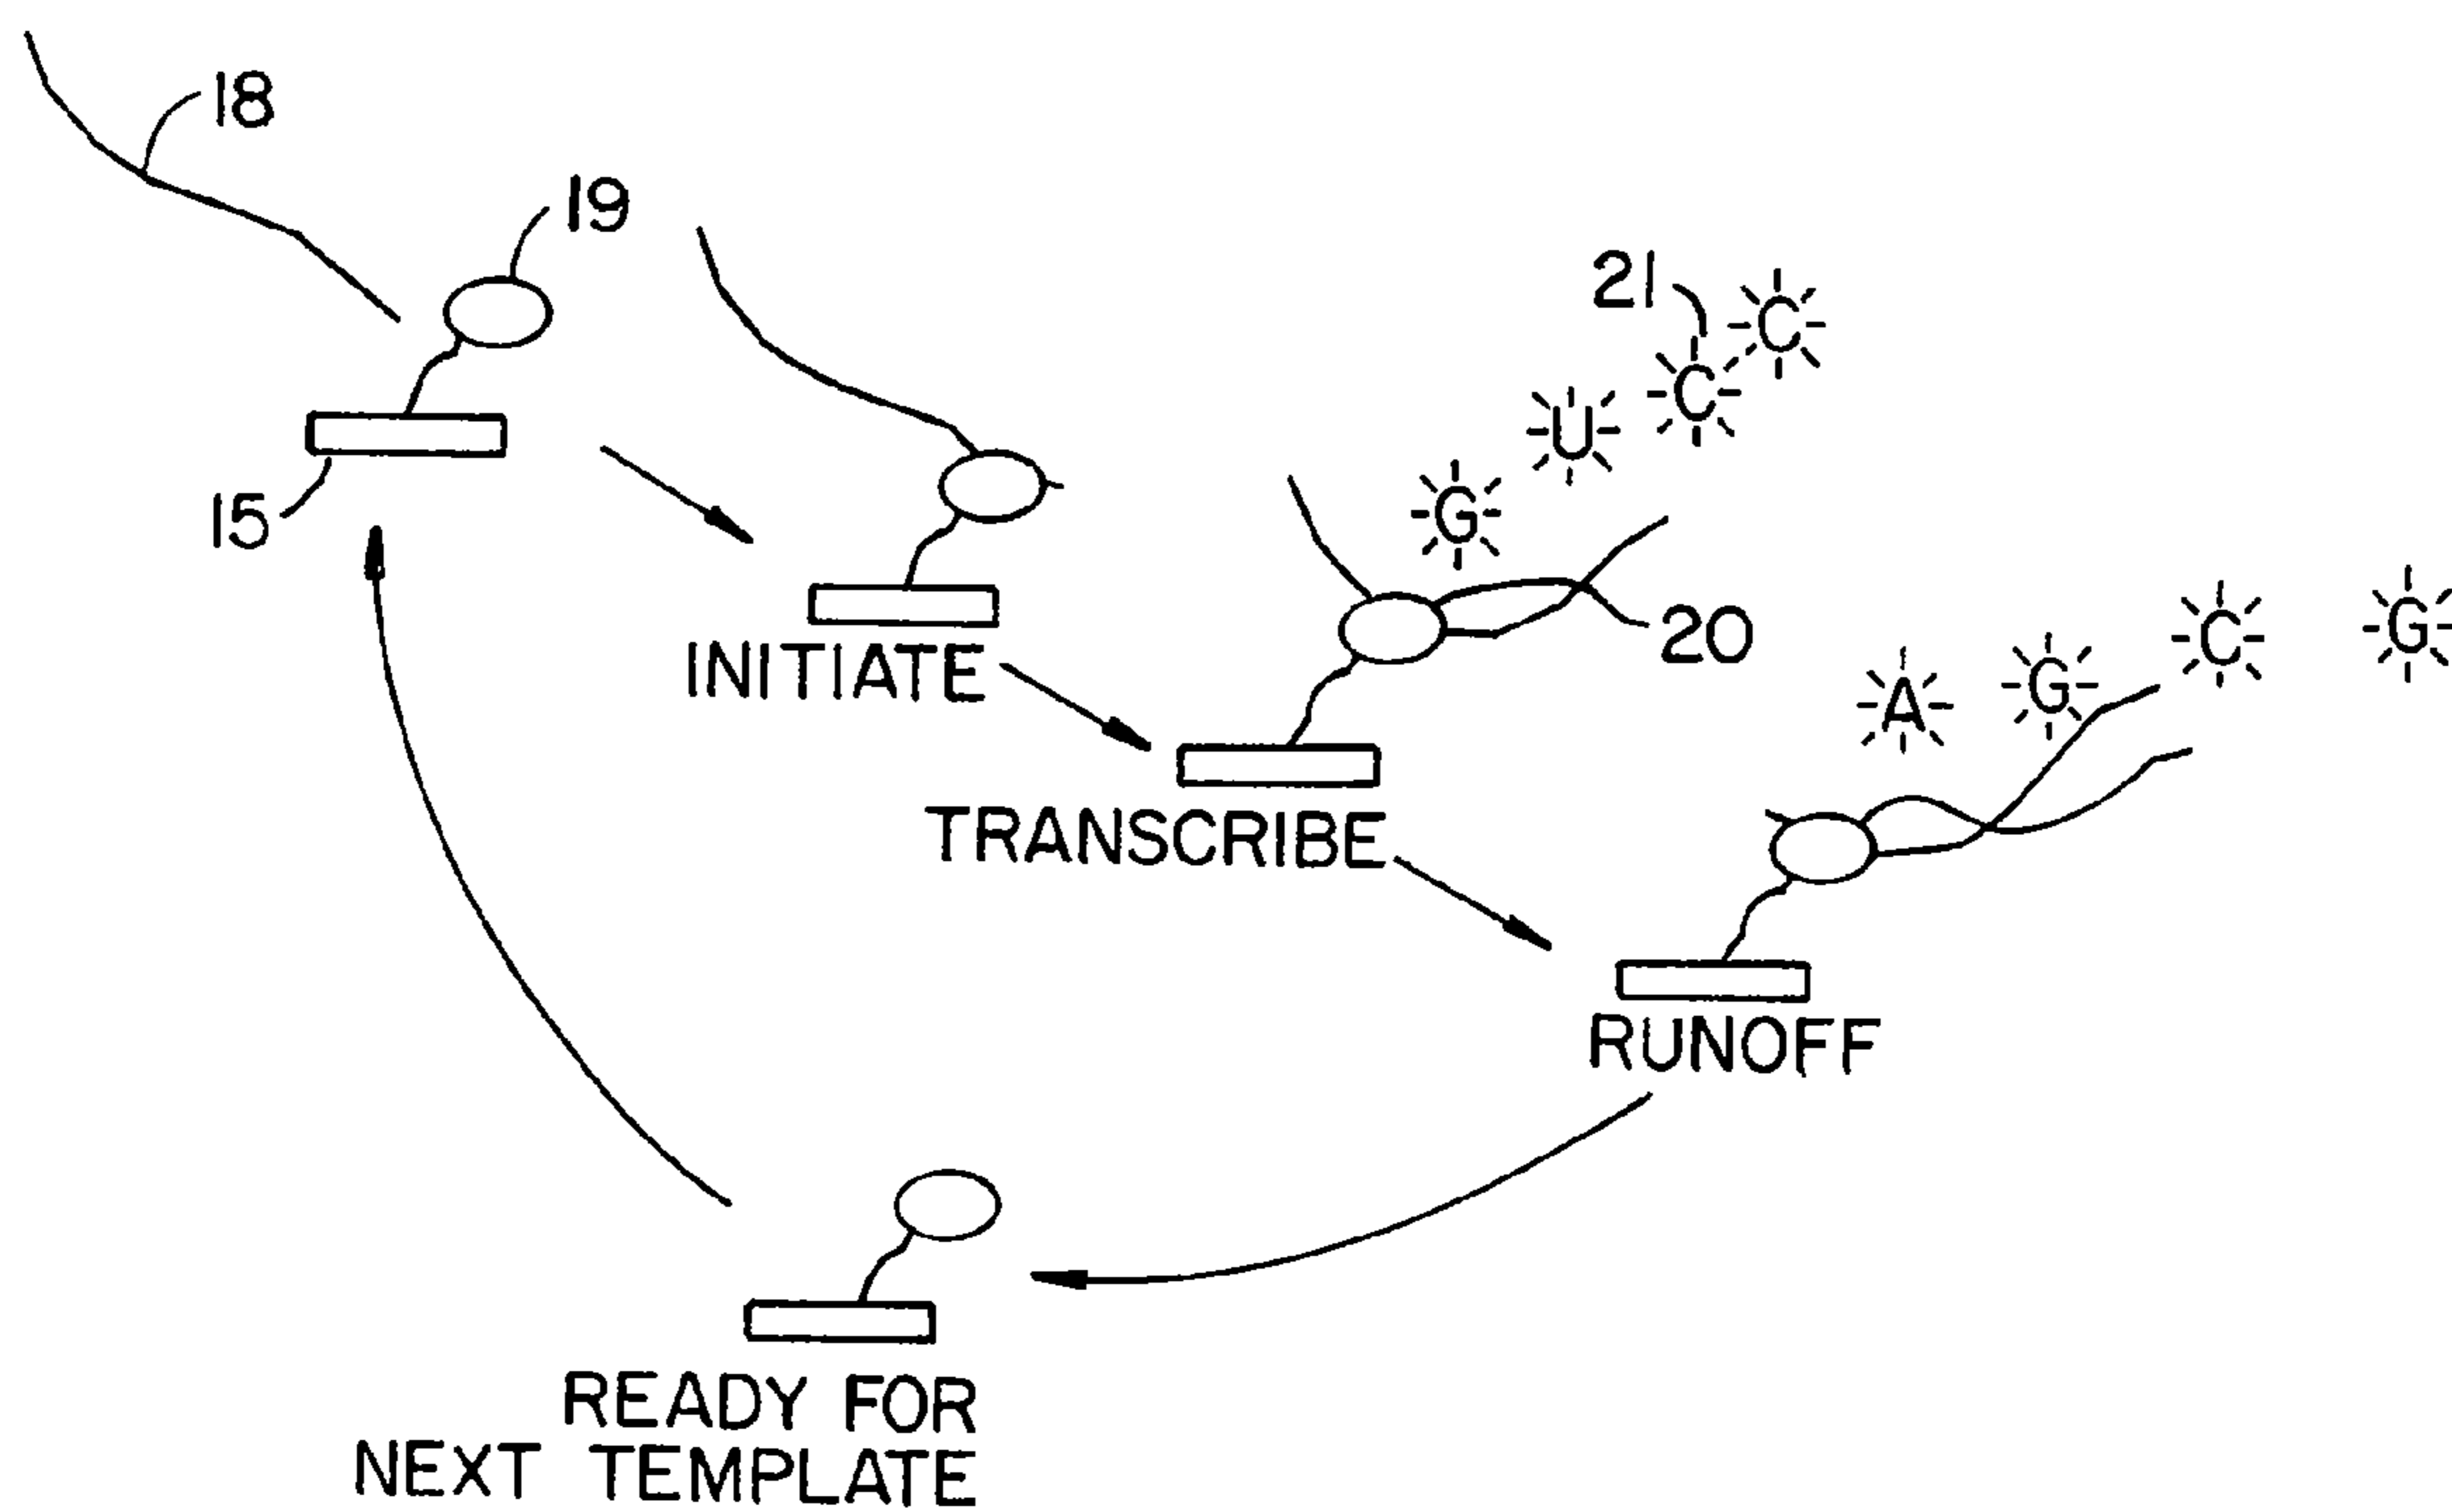 18
19
21
C
C
U
G
15
20
INITIATE
C
G
G
A
TRANSCRIBE
RUNOFF
READY FOR
NEXT TEMPLATE